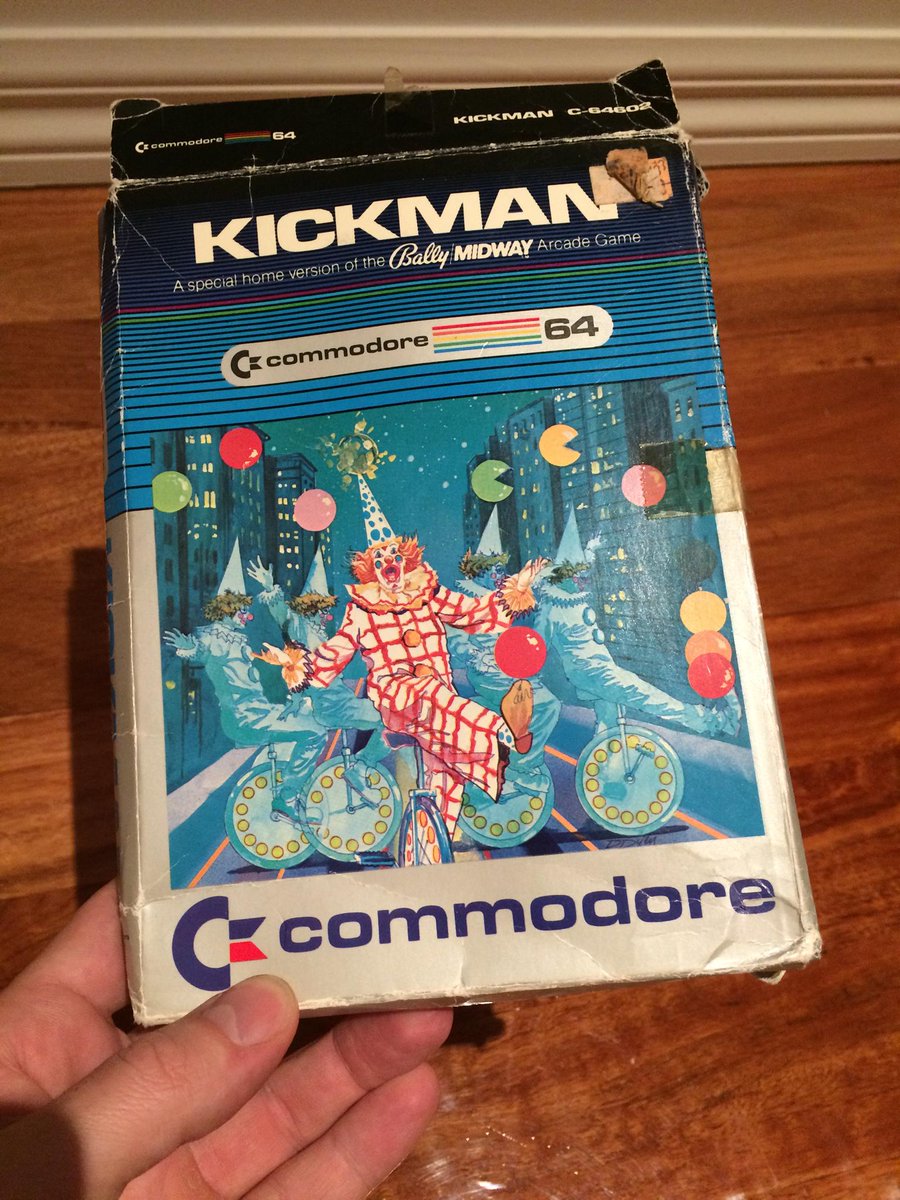 commodore 64
KICKMAN C-64602
KICKMAN
A special home version of the Bally MIDWAY Arcade Game
commodore 64
commodore